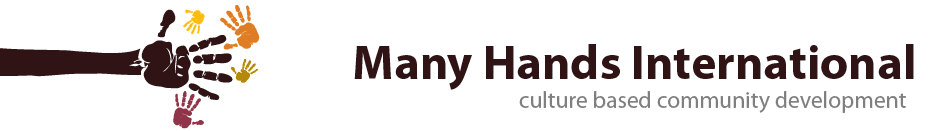 Many Hands International
culture based community development